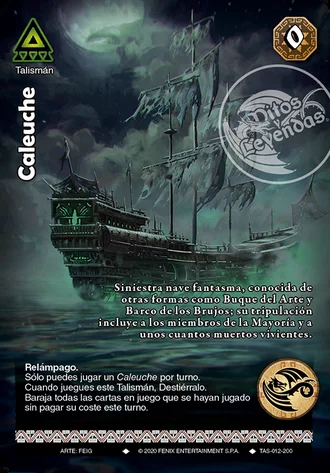 Talismán
0
Caleuche
Mitos y
Leyendas
Siniestra nave fantasma, conocida de
otras formas como Buque del Arte y
Barco de los Brujos; su tripulación
incluye a los miembros de la Mayoría y a
unos cuantos muertos vivientes.
Relámpago.
Sólo puedes jugar un Caleuche por turno.
Cuando juegues este Talismán, Destiérralo.
Baraja todas las cartas en juego que se hayan jugado
sin pagar su coste este turno.
ARTE: FEIG
© 2020 FENIX ENTERTAINMENT S.P.A
TAS-012-200